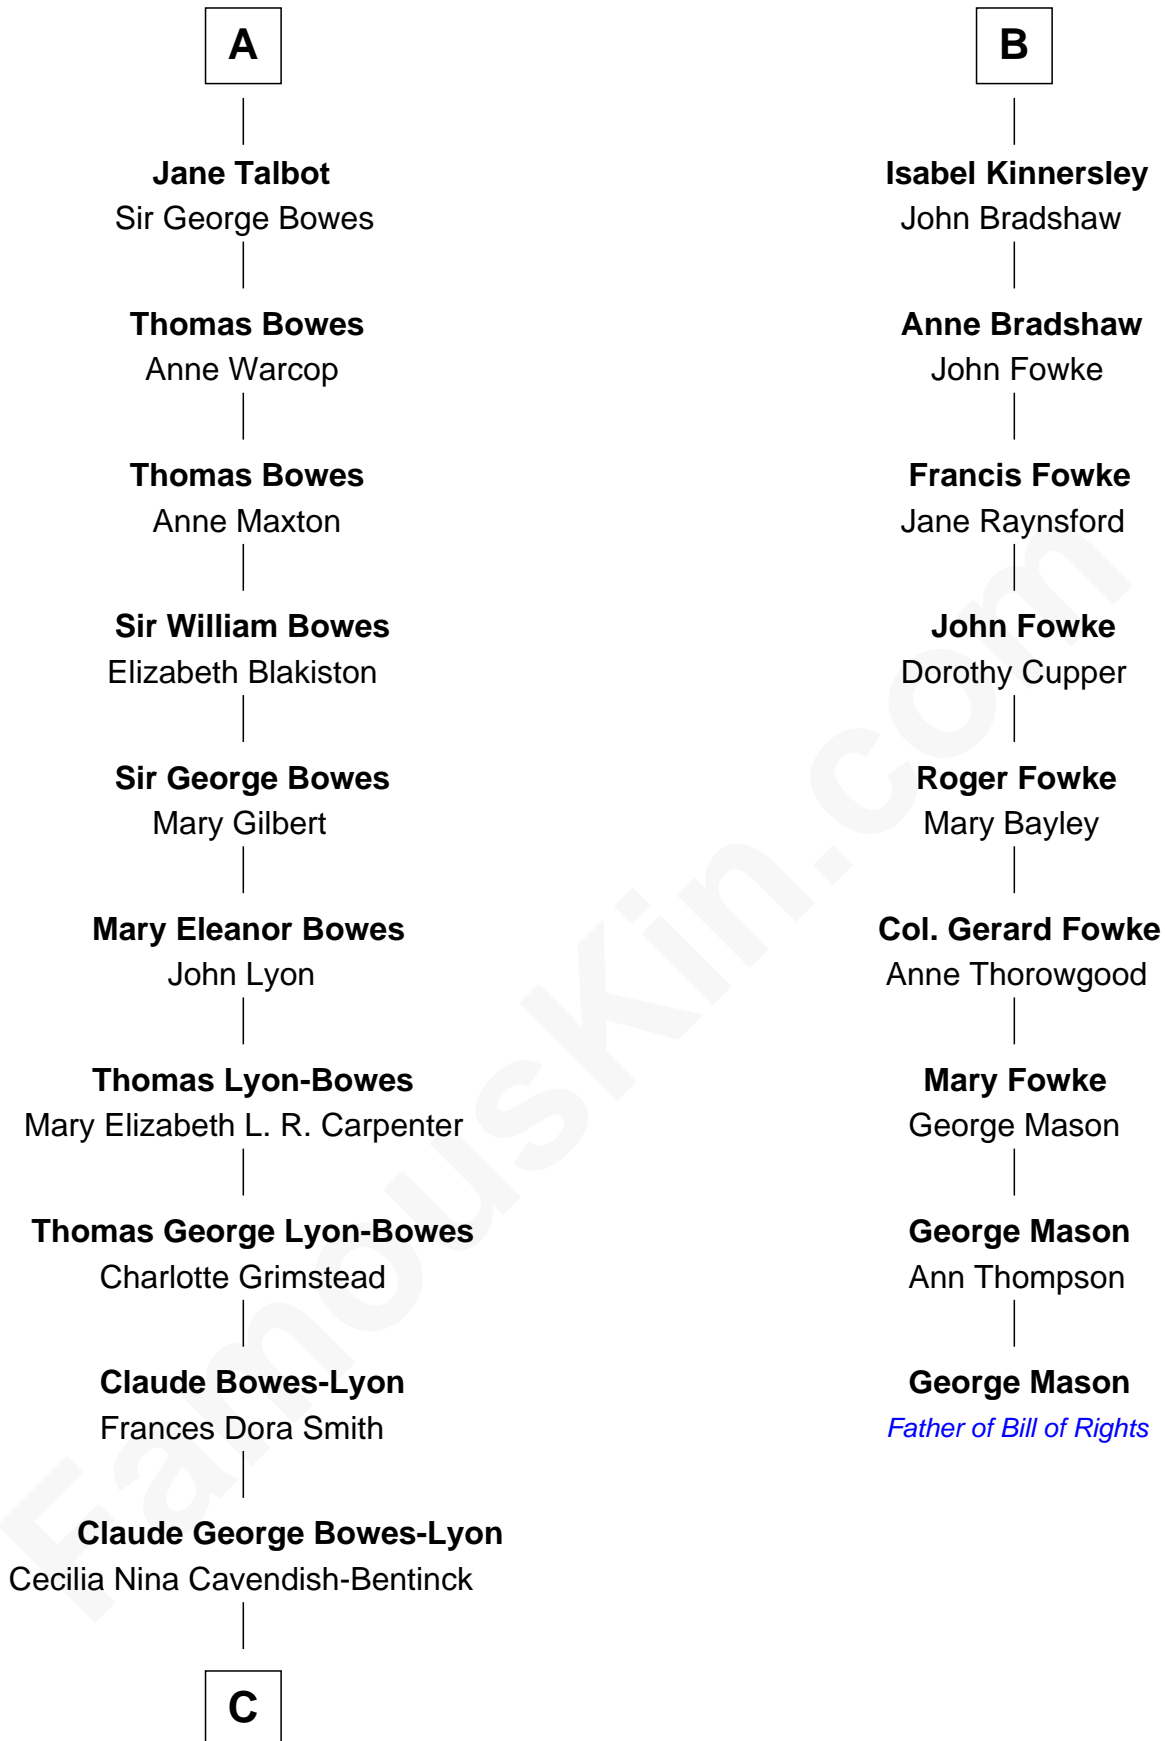 A
Jane Talbot
Sir George Bowes
Thomas Bowes
Anne Warcop
Thomas Bowes
Anne Maxton
Sir William Bowes
Elizabeth Blakiston
Sir George Bowes
Mary Gilbert
Mary Eleanor Bowes
John Lyon
Thomas Lyon-Bowes
Mary Elizabeth L. R. Carpenter
Thomas George Lyon-Bowes
Charlotte Grimstead
Claude Bowes-Lyon
Frances Dora Smith
Claude George Bowes-Lyon
Cecilia Nina Cavendish-Bentinck
C
B
Isabel Kinnersley
John Bradshaw
Anne Bradshaw
John Fowke
Francis Fowke
Jane Raynsford
John Fowke
Dorothy Cupper
Roger Fowke
Mary Bayley
Col. Gerard Fowke
Anne Thorowgood
Mary Fowke
George Mason
George Mason
Ann Thompson
George Mason
Father of Bill of Rights
FamousKin.com